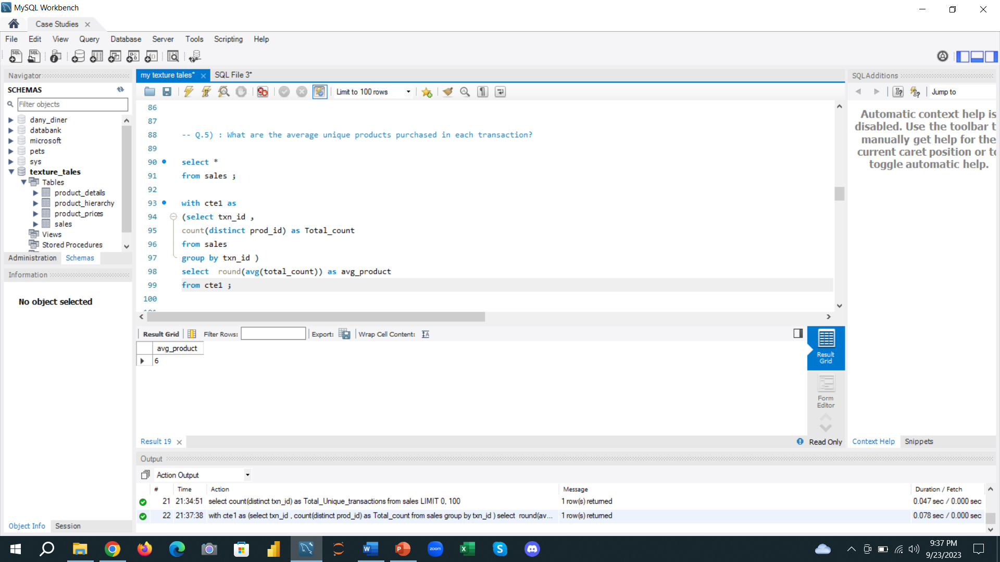 MySQL Workbench
Case Studies
File Edit View Query Database Server Tools Scripting Help
Navigator
SCHEMAS
Filter objects
dany_diner
databank
microsoft
pets
sys
texture_tales
Tables
product_details
product_hierarchy
product_prices
sales
Views
Stored Procedures
Administration Schemas
Information
No object selected
Object Info Session
my texture tales* SQL File 3*
Limit to 100 rows
86
87
88 -- Q.5) : What are the average unique products purchased in each transaction?
89
90 select *
91 from sales ;
92
93 with cte1 as
94 (select txn_id ,
95 count(distinct prod_id) as Total_count
96 from sales
97 group by txn_id )
98 select  round(avg(total_count)) as avg_product
99 from cte1 ;
100
Result Grid Filter Rows: Export: Wrap Cell Content:
avg_product
6
Result Grid
Form Editor
Result 19
Read Only
SQLAdditions
Jump to
Automatic context help is
disabled. Use the toolbar t
manually get help for the
current caret position or to
toggle automatic help.
Context Help Snippets
Output
Action Output
# Time Action Message Duration / Fetch
21 21:34:51 select count(distinct txn_id) as Total_Unique_transactions from sales LIMIT 0, 100 1 row(s) returned 0.047 sec / 0.000 sec
22 21:37:38 with cte1 as (select txn_id , count(distinct prod_id) as Total_count from sales group by txn_id ) select  round(av... 1 row(s) returned 0.078 sec / 0.000 sec
zoom
9:37 PM
9/23/2023